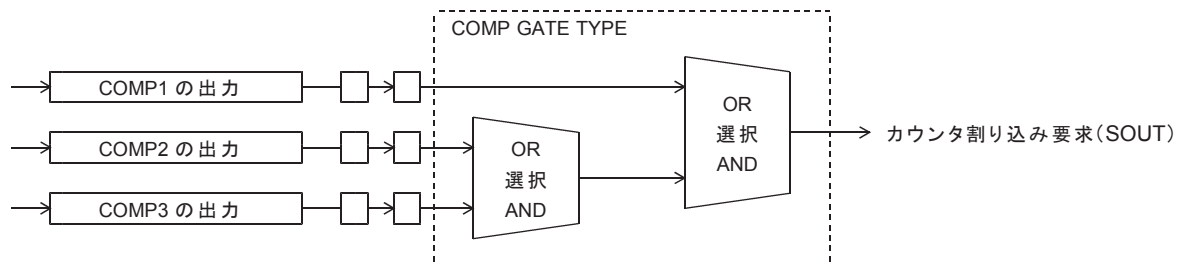 COMP GATE TYPE
COMP1 の出力
COMP2 の出力
COMP3 の出力
OR
選択
AND
OR
選択
AND
カウンタ割り込み要求(SOUT)